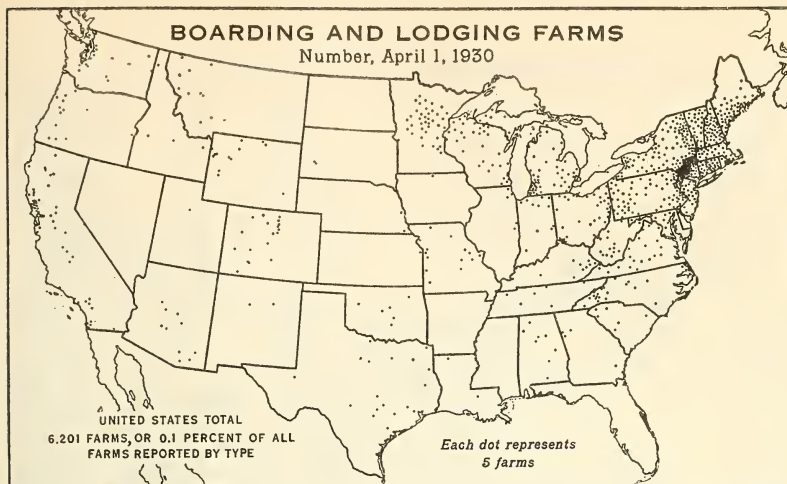 BOARDING AND LODGING FARMS
Number, April 1, 1930
UNITED STATES TOTAL
6,201 FARMS, OR 0.1 PERCENT OF ALL
FARMS REPORTED BY TYPE
Each dot represents
5 farms